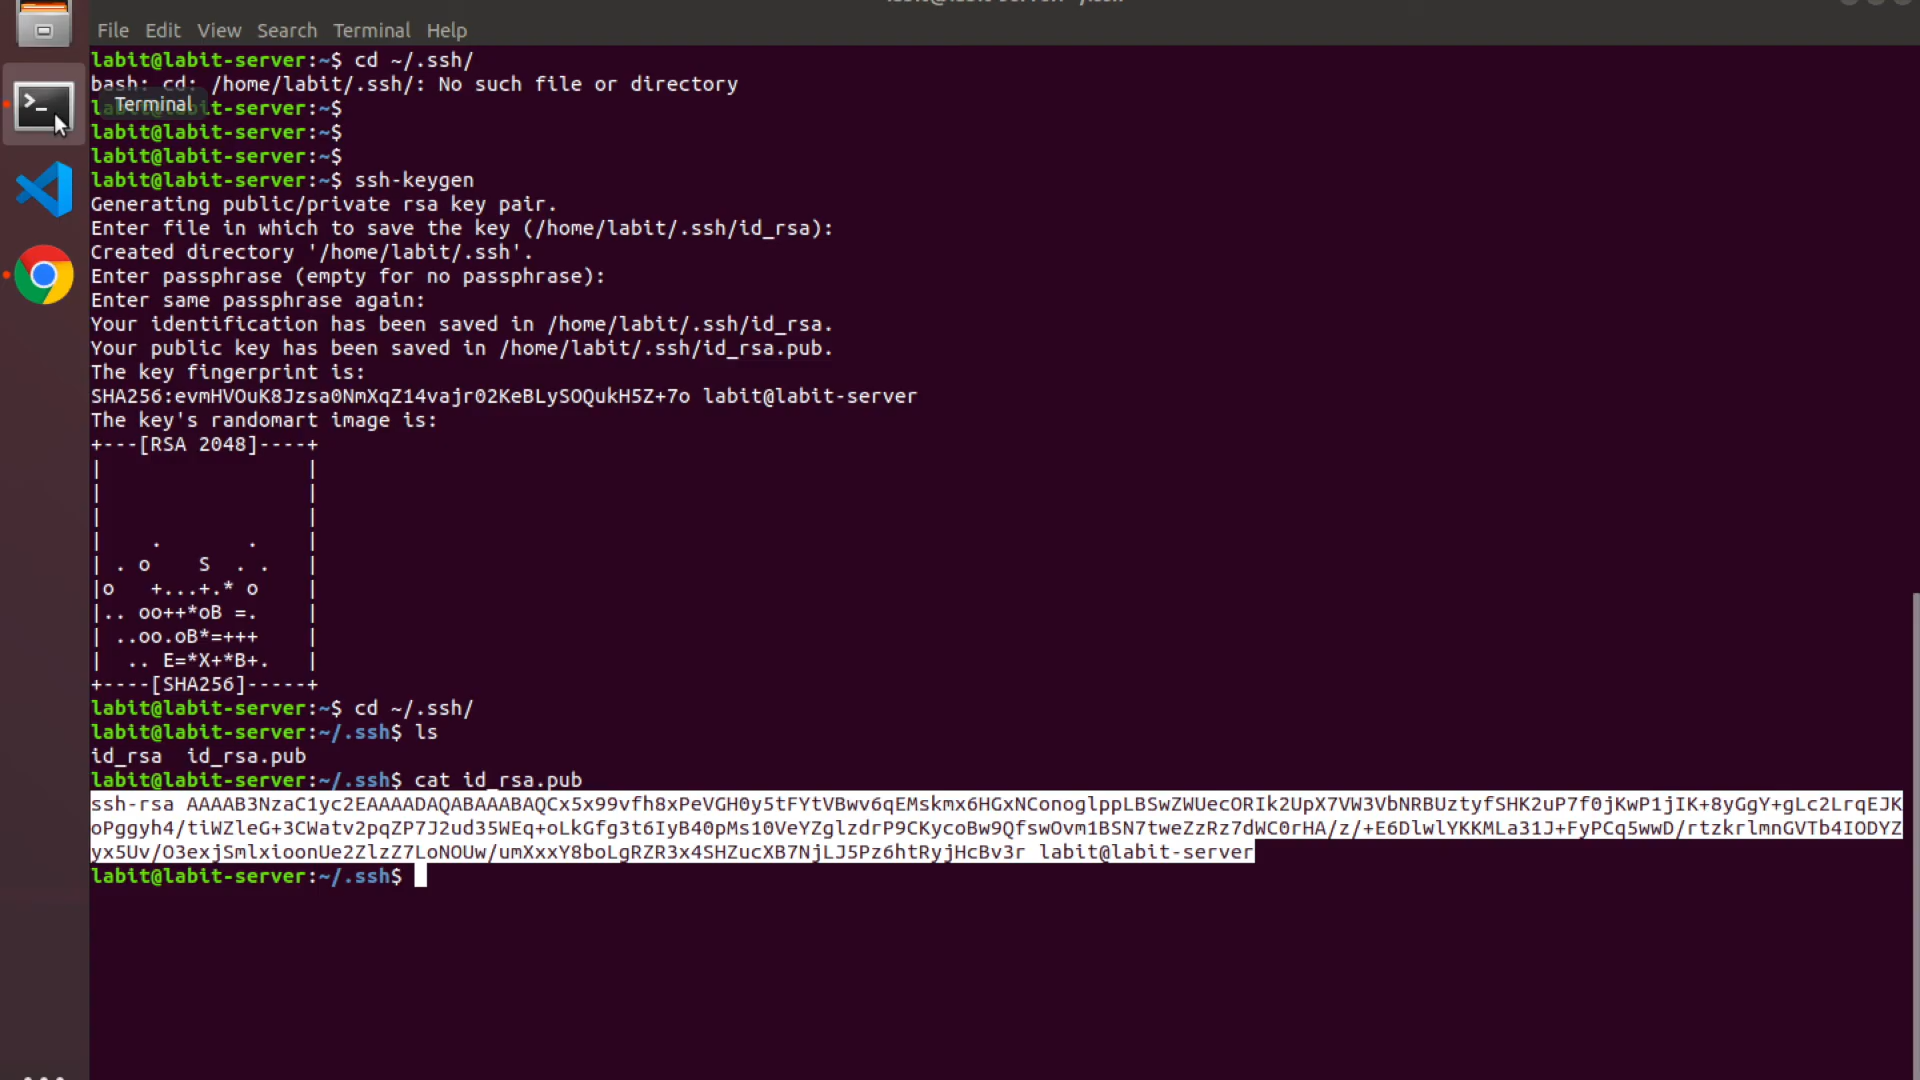 File Edit View Search Terminal Help
labit@labit-server:~$ cd ~/.ssh/
bash: cd: /home/labit/.ssh/: No such file or directory
Terminal
labit@labit-server:~$
labit@labit-server:~$
labit@labit-server:~$
labit@labit-server:~$ ssh-keygen
Generating public/private rsa key pair.
Enter file in which to save the key (/home/labit/.ssh/id_rsa):
Created directory '/home/labit/.ssh'.
Enter passphrase (empty for no passphrase):
Enter same passphrase again:
Your identification has been saved in /home/labit/.ssh/id_rsa.
Your public key has been saved in /home/labit/.ssh/id_rsa.pub.
The key fingerprint is:
SHA256:evmHVOuK8Jzsa0NmXqZ14vajr02KeBLySOQukH5Z+7o labit@labit-server
The key's randomart image is:
+---[RSA 2048]----+
|                 |
|                 |
|                 |
|    .       .    |
| . o    S  . .   |
|o   +...+.* o    |
|.. oo++*oB =.    |
| ..oo.oB*=+++    |
|  .. E=*X+*B+.   |
+----[SHA256]-----+
labit@labit-server:~$ cd ~/.ssh/
labit@labit-server:~/.ssh$ ls
id_rsa  id_rsa.pub
labit@labit-server:~/.ssh$ cat id_rsa.pub
ssh-rsa AAAAB3NzaC1yc2EAAAADAQABAAABAQCx5x99vfh8xPeVGH0y5tFYtVBwv6qEMskmx6HGxNConoglppLBSwZWUecORIk2UpX7VW3VbNRBUztyfSHK2uP7f0jKwP1jIK+8yGgY+gLc2LrqEJK
oPggyh4/tiWZleG+3CWatv2pqZP7J2ud35WEq+oLkGfg3t6IyB40pMs10VeYZglzdrP9CKycoBw9QfswOvm1BSN7tweZzRz7dWC0rHA/z/+E6DlwlYKKMLa31J+FyPCq5wwD/rtzkrlmnGVTb4IODYZ
yx5Uv/O3exjSmlxioonUe2ZlzZ7LoNOUw/umXxxY8boLgRZR3x4SHZucXB7NjLJ5Pz6htRyjHcBv3r labit@labit-server
labit@labit-server:~/.ssh$